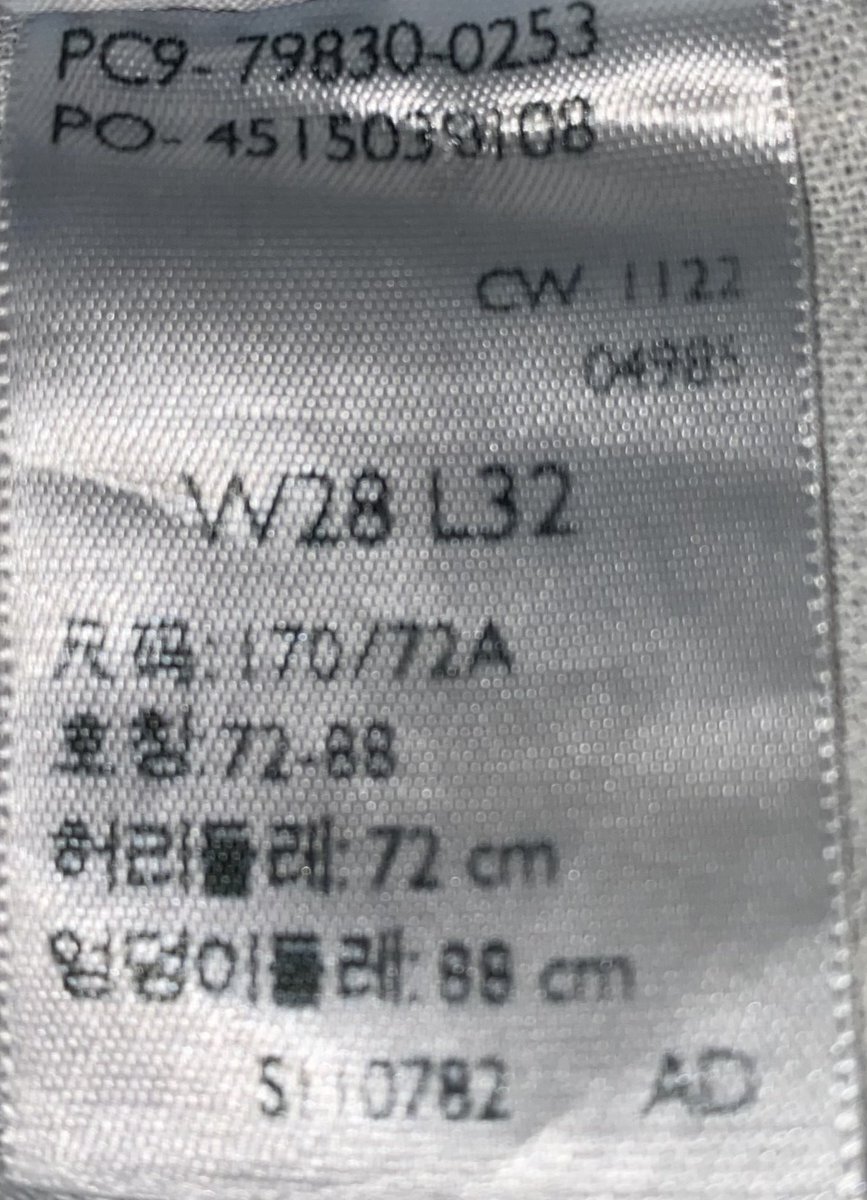 PC9- 79830-0253
PO- 4515039108
CW 1122
W28 L32
尺码: 170/72A
호칭: 72-88
허리둘레: 72 cm
엉덩이둘레: 88 cm
S110782 AD